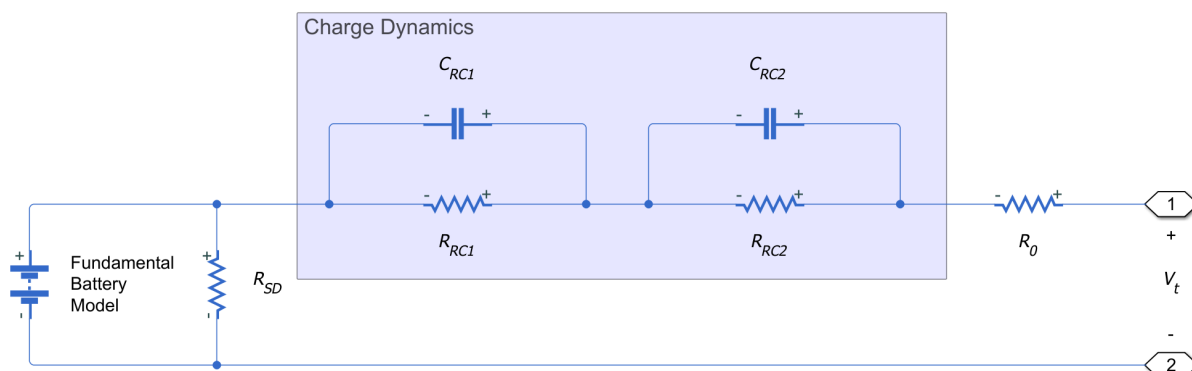 Charge Dynamics
C_RC1
C_RC2
- +
- +
- +
- +
- +
R_RC1
R_RC2
R_0
1
+
V_t
-
2
+
-
Fundamental
Battery
Model
+
-
R_SD